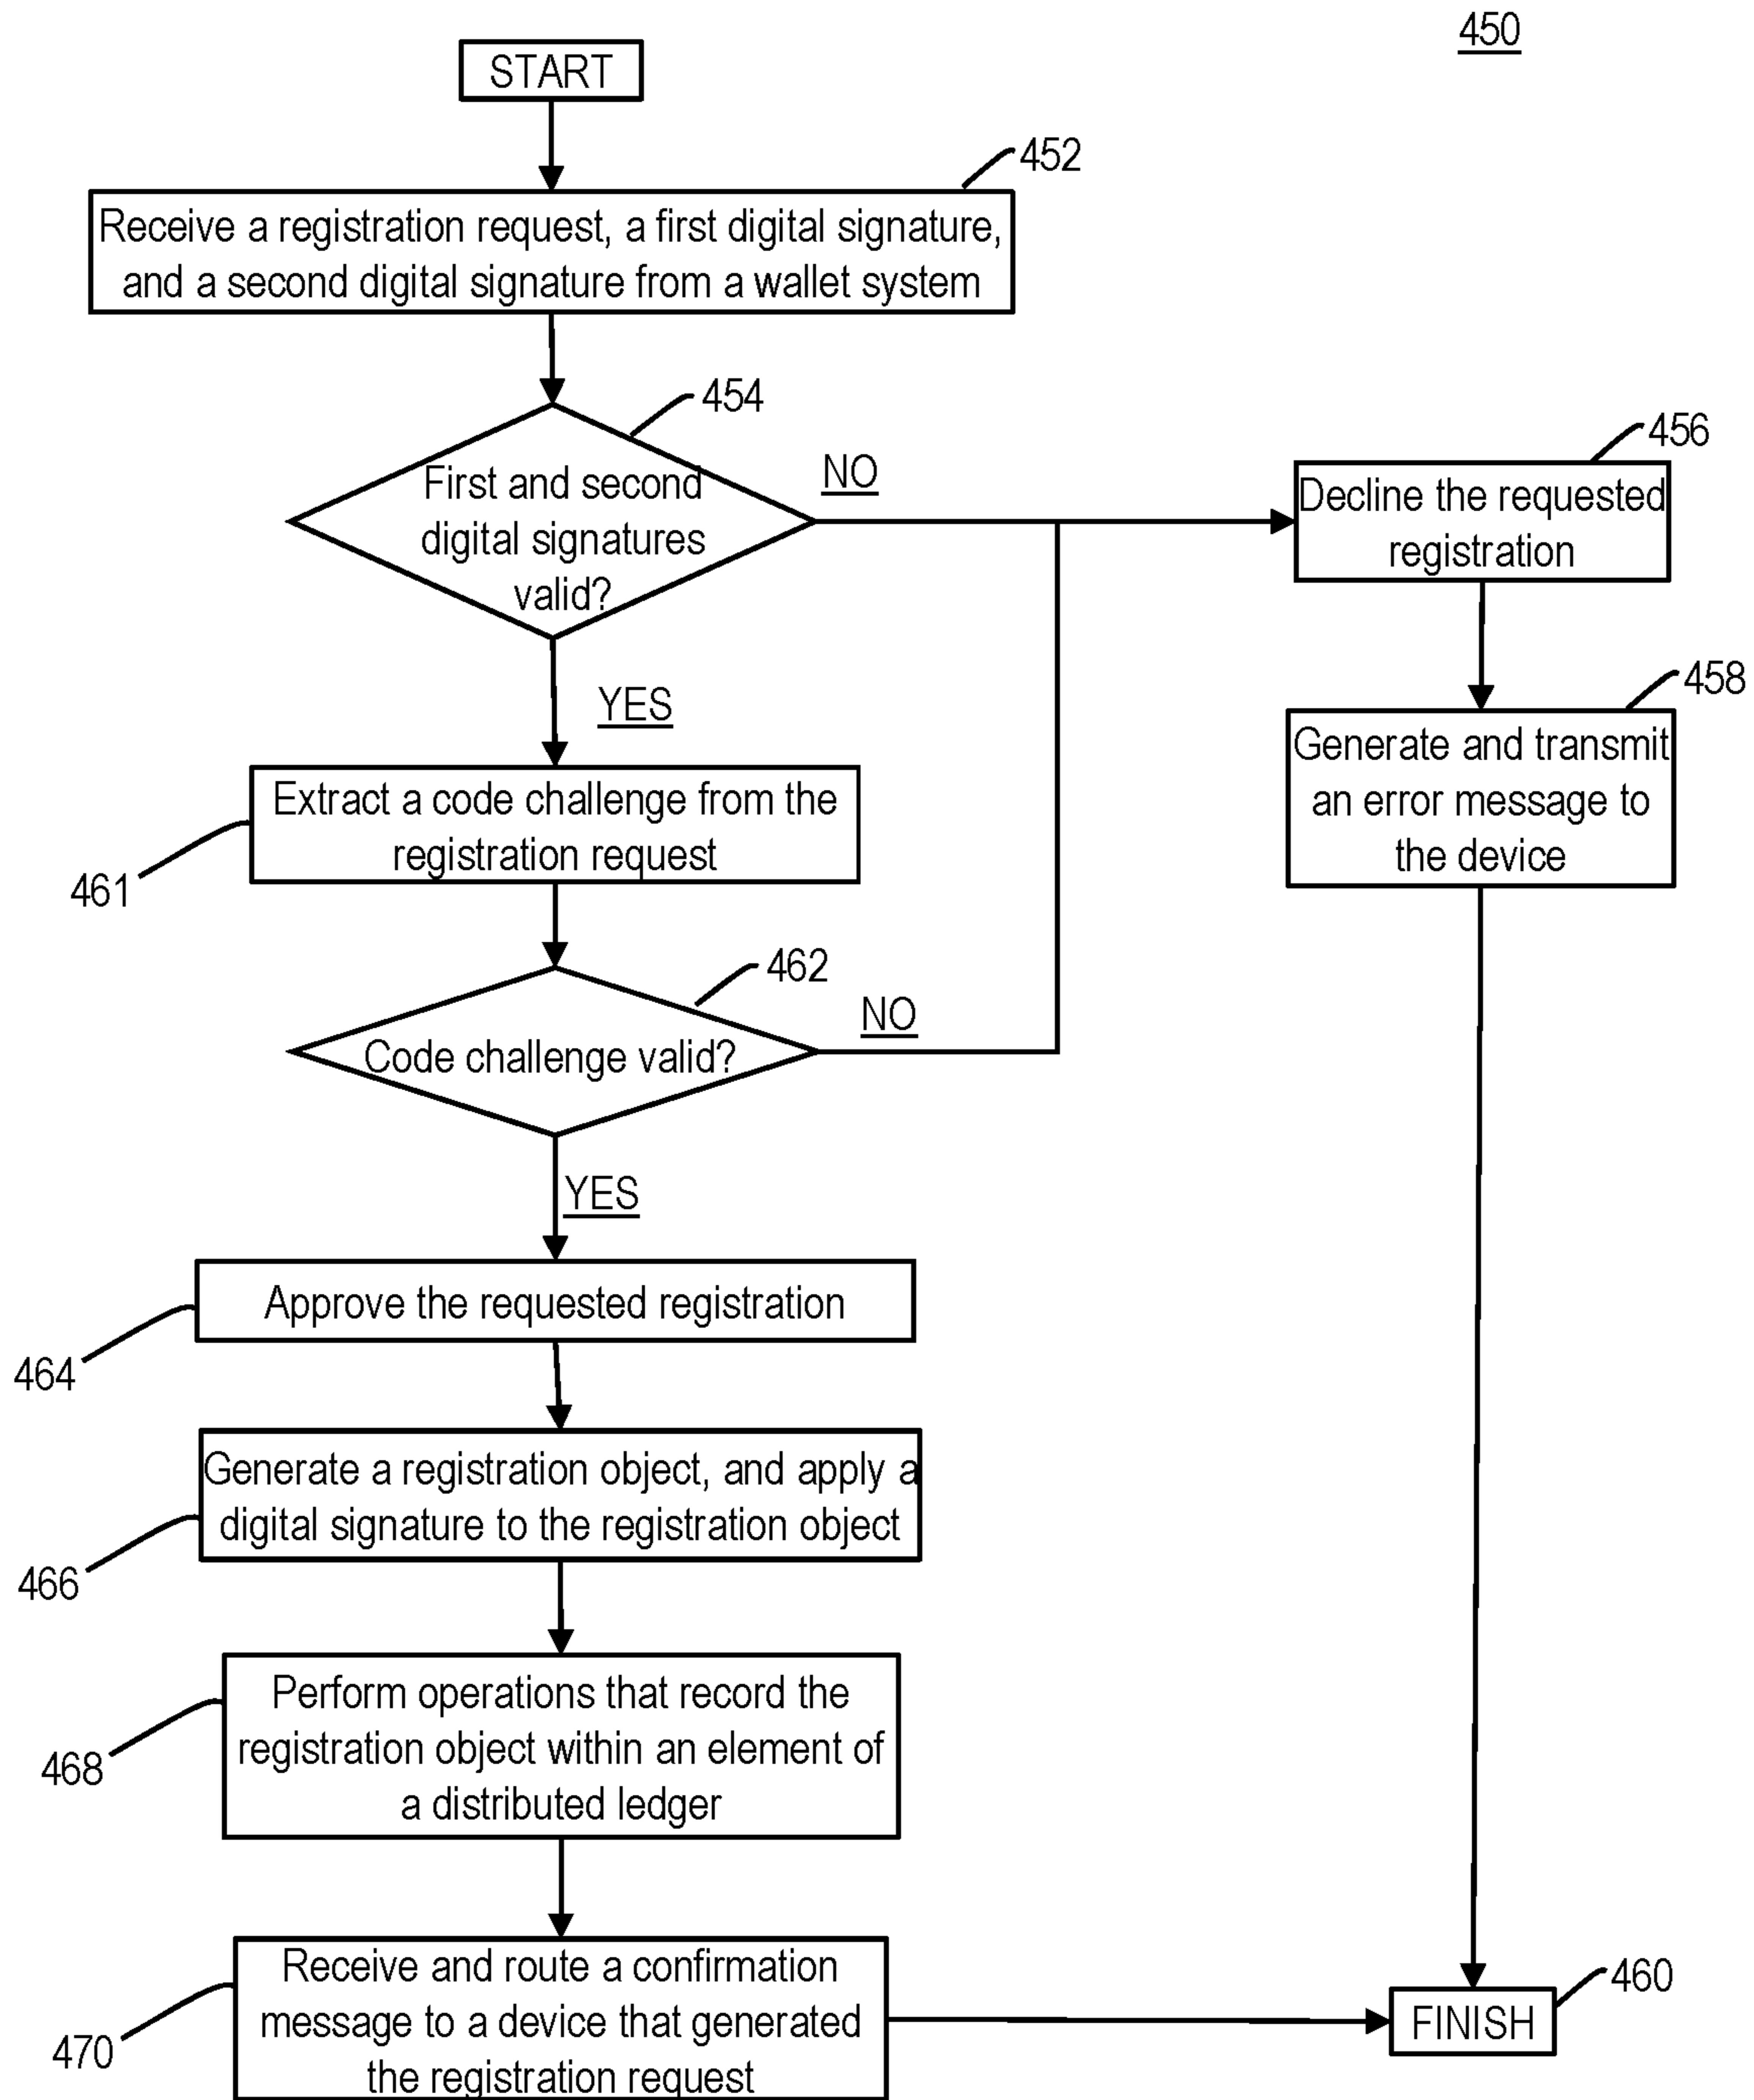 450
START
452
Receive a registration request, a first digital signature,
and a second digital signature from a wallet system
454
First and second
digital signatures
valid?
NO
456
Decline the requested
registration
458
Generate and transmit
an error message to
the device
YES
Extract a code challenge from the
registration request
461
462
Code challenge valid?
NO
YES
Approve the requested registration
464
Generate a registration object, and apply a
digital signature to the registration object
466
Perform operations that record the
registration object within an element of
a distributed ledger
468
Receive and route a confirmation
message to a device that generated
the registration request
470
460
FINISH